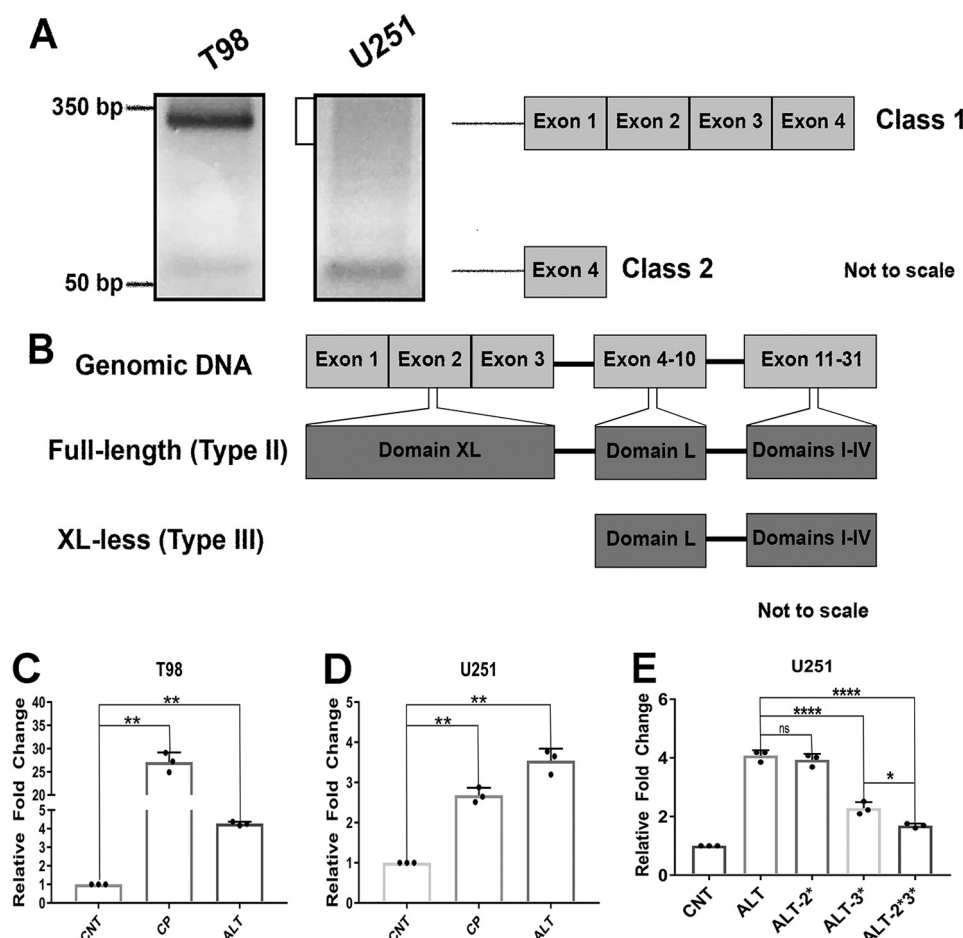 A
T98
U251
350 bp
50 bp
Exon 1 Exon 2 Exon 3 Exon 4 Class 1
Exon 4 Class 2 Not to scale
B
Genomic DNA Exon 1 Exon 2 Exon 3 Exon 4-10 Exon 11-31
Full-length (Type II) Domain XL Domain L Domains I-IV
XL-less (Type III) Domain L Domains I-IV
Not to scale
C
T98
Relative Fold Change
40
35
30
25
20
15
10
5
4
3
2
1
0
**
**
CNT CP ALT
D
U251
Relative Fold Change
5
4
3
2
1
0
**
**
CNT CP ALT
E
U251
Relative Fold Change
6
4
2
0
****
****
ns
*
CNT ALT ALT-2* ALT-3* ALT-2*3*